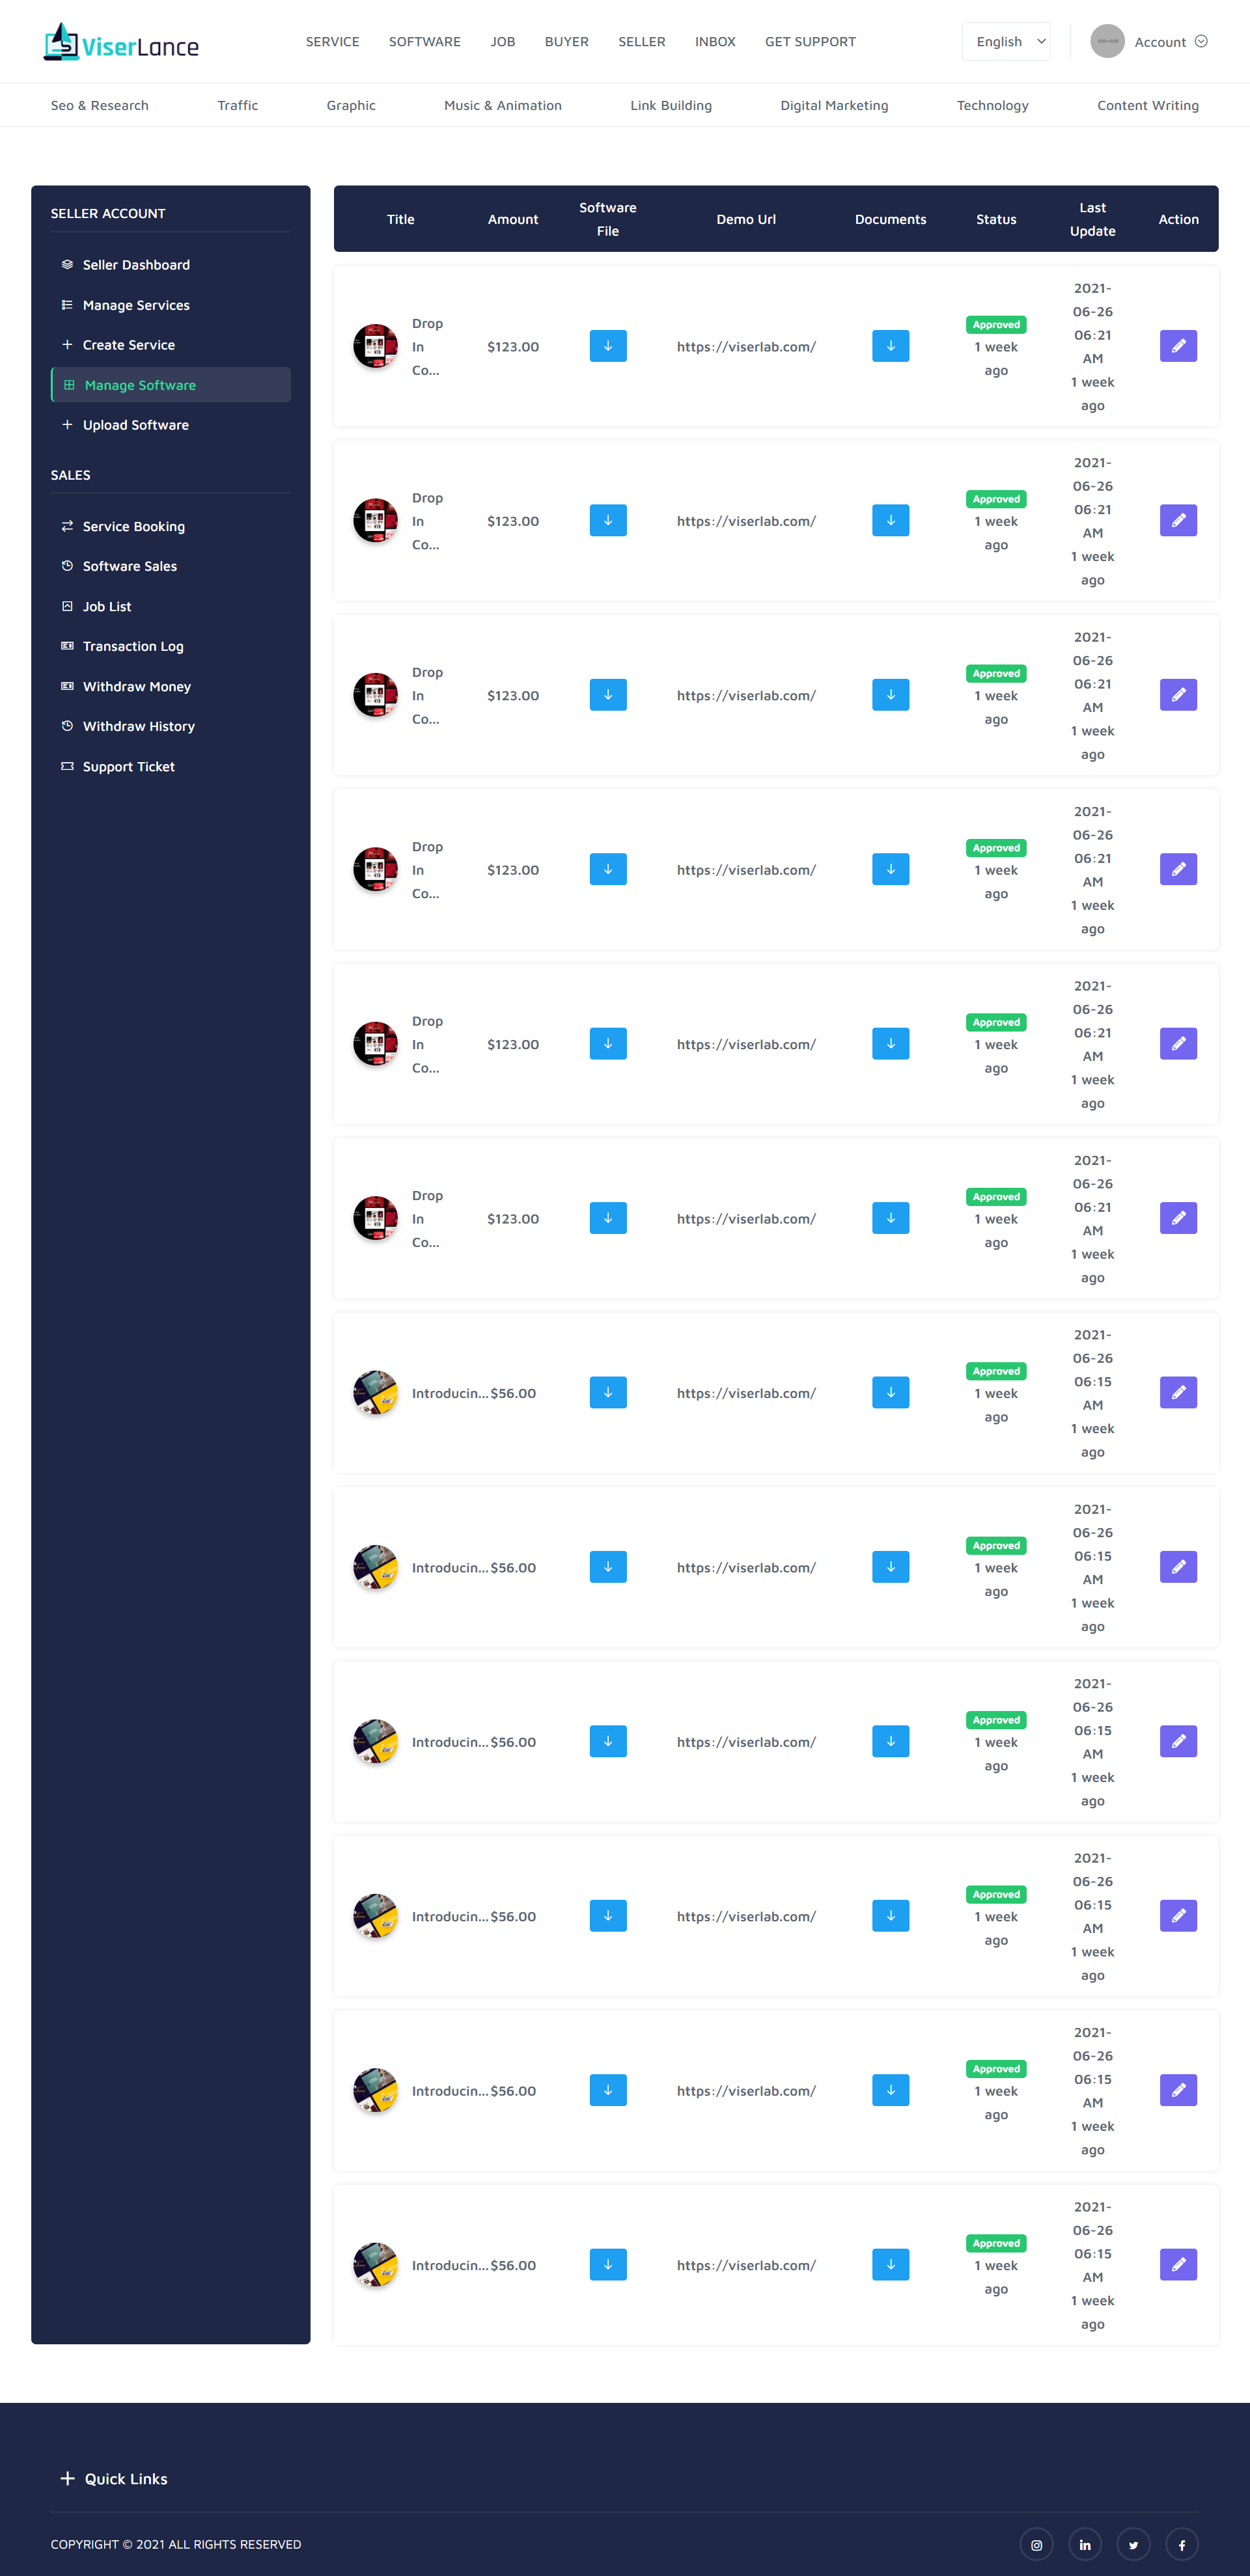 ViserLance
SERVICE SOFTWARE JOB BUYER SELLER INBOX GET SUPPORT English Account
Seo & Research Traffic Graphic Music & Animation Link Building Digital Marketing Technology Content Writing
SELLER ACCOUNT
Seller Dashboard
Manage Services
Create Service
Manage Software
Upload Software
SALES
Service Booking
Software Sales
Job List
Transaction Log
Withdraw Money
Withdraw History
Support Ticket
Title Amount Software File Demo Url Documents Status Last Update Action
Drop In Co... $123.00 https://viserlab.com/ Approved 1 week ago 2021-06-26 06:21 AM 1 week ago
Drop In Co... $123.00 https://viserlab.com/ Approved 1 week ago 2021-06-26 06:21 AM 1 week ago
Drop In Co... $123.00 https://viserlab.com/ Approved 1 week ago 2021-06-26 06:21 AM 1 week ago
Drop In Co... $123.00 https://viserlab.com/ Approved 1 week ago 2021-06-26 06:21 AM 1 week ago
Drop In Co... $123.00 https://viserlab.com/ Approved 1 week ago 2021-06-26 06:21 AM 1 week ago
Drop In Co... $123.00 https://viserlab.com/ Approved 1 week ago 2021-06-26 06:21 AM 1 week ago
Introducin... $56.00 https://viserlab.com/ Approved 1 week ago 2021-06-26 06:15 AM 1 week ago
Introducin... $56.00 https://viserlab.com/ Approved 1 week ago 2021-06-26 06:15 AM 1 week ago
Introducin... $56.00 https://viserlab.com/ Approved 1 week ago 2021-06-26 06:15 AM 1 week ago
Introducin... $56.00 https://viserlab.com/ Approved 1 week ago 2021-06-26 06:15 AM 1 week ago
Introducin... $56.00 https://viserlab.com/ Approved 1 week ago 2021-06-26 06:15 AM 1 week ago
Introducin... $56.00 https://viserlab.com/ Approved 1 week ago 2021-06-26 06:15 AM 1 week ago
Quick Links
COPYRIGHT © 2021 ALL RIGHTS RESERVED